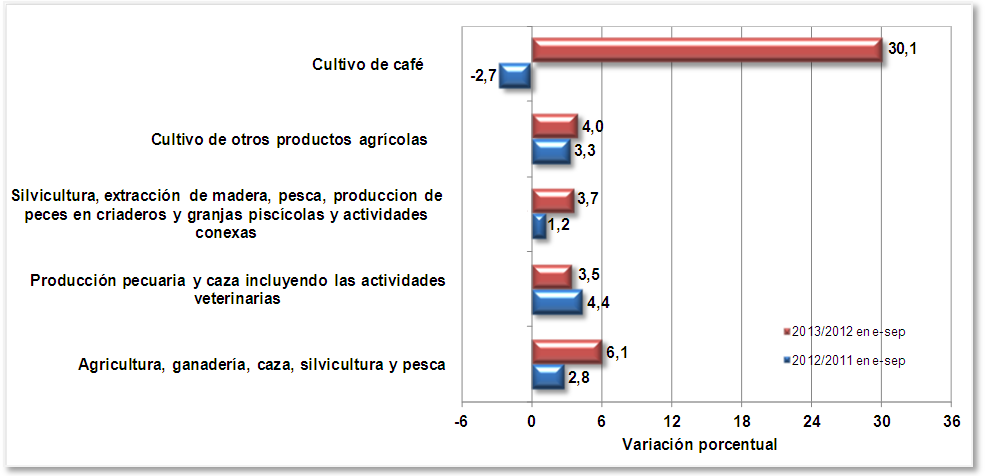 Cultivo de café
30,1
-2,7
Cultivo de otros productos agrícolas
4,0
3,3
Silvicultura, extracción de madera, pesca, produccion de
peces en criaderos y granjas piscícolas y actividades
conexas
3,7
1,2
Producción pecuaria y caza incluyendo las actividades
veterinarias
3,5
4,4
Agricultura, ganadería, caza, silvicultura y pesca
6,1
2,8
2013/2012 en e-sep
2012/2011 en e-sep
-6 0 6 12 18 24 30 36
Variación porcentual